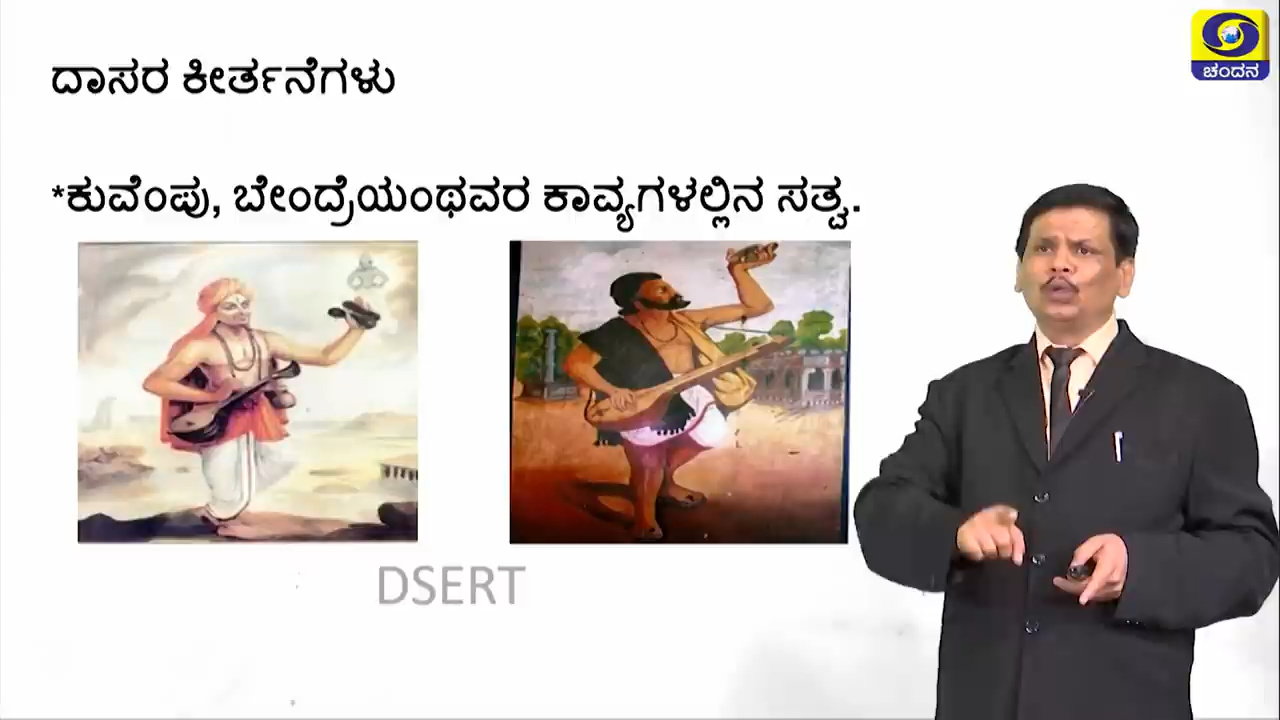 ದಾಸರ ಕೀರ್ತನೆಗಳು
ಚಂದನ
*ಕುವೆಂಪು, ಬೇಂದ್ರೆಯಂಥವರ ಕಾವ್ಯಗಳಲ್ಲಿನ ಸತ್ವ.
DSERT